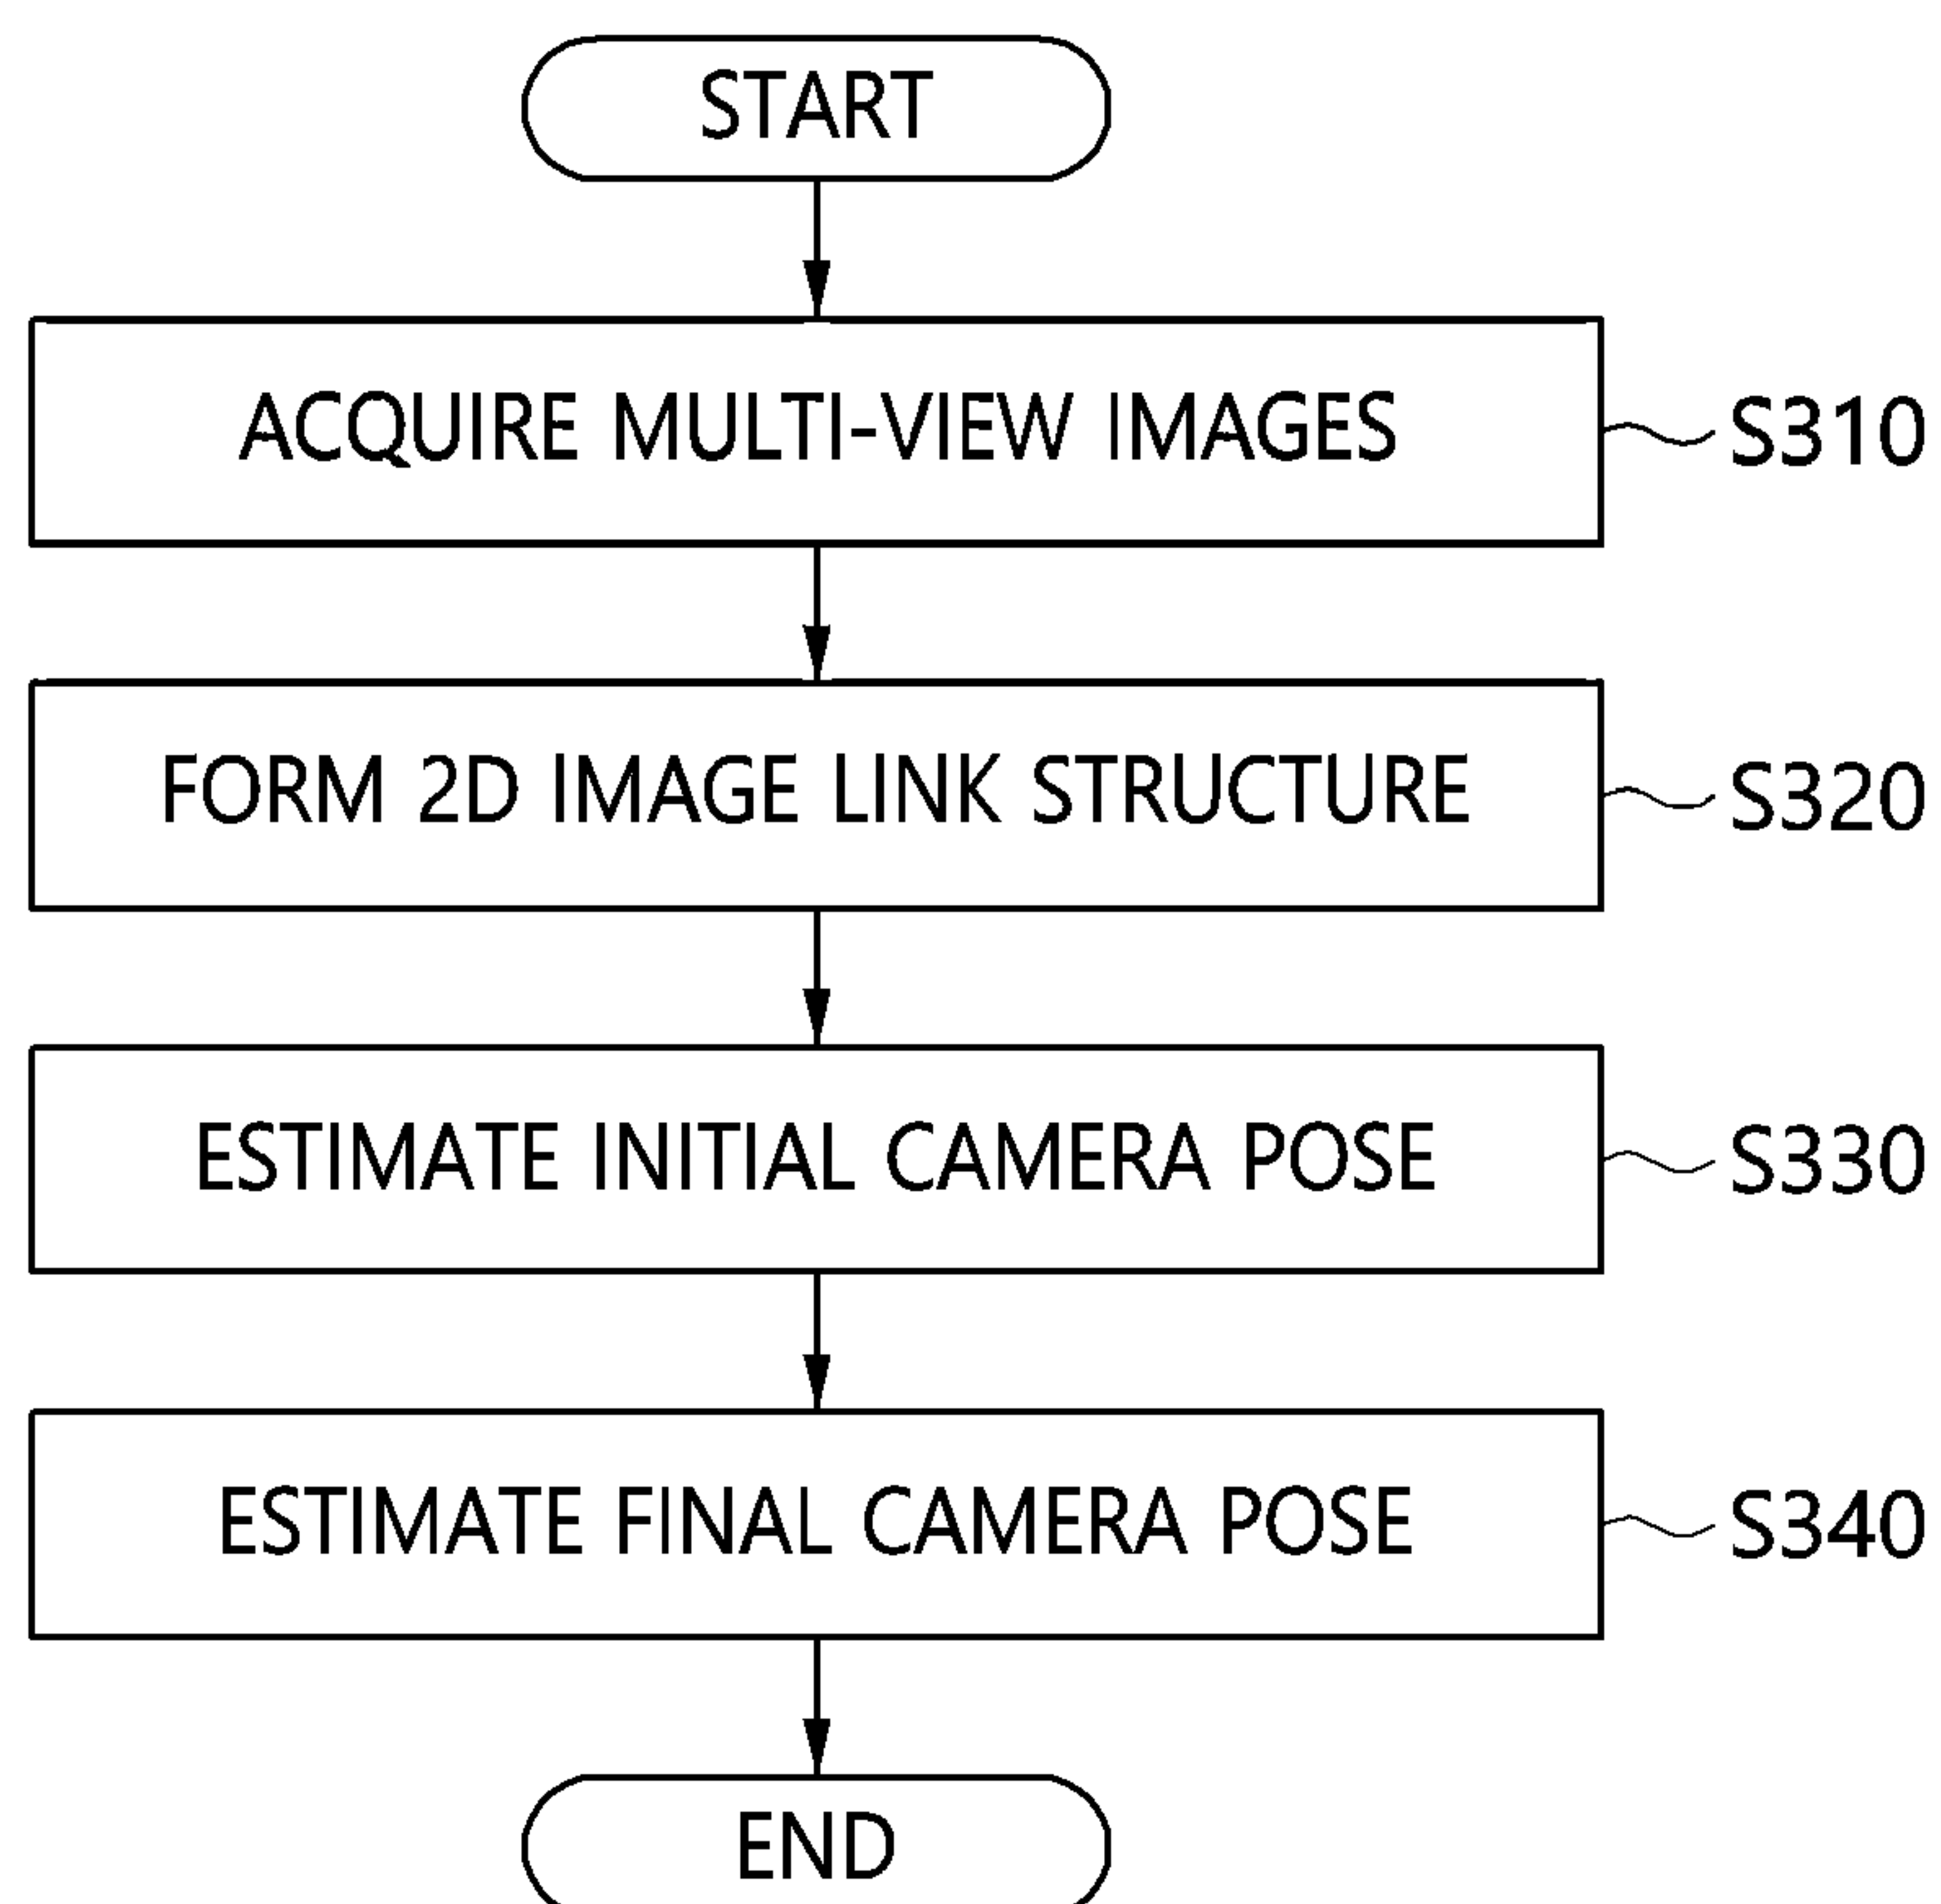 START
ACQUIRE MULTI-VIEW IMAGES
S310
FORM 2D IMAGE LINK STRUCTURE
S320
ESTIMATE INITIAL CAMERA POSE
S330
ESTIMATE FINAL CAMERA POSE
S340
END